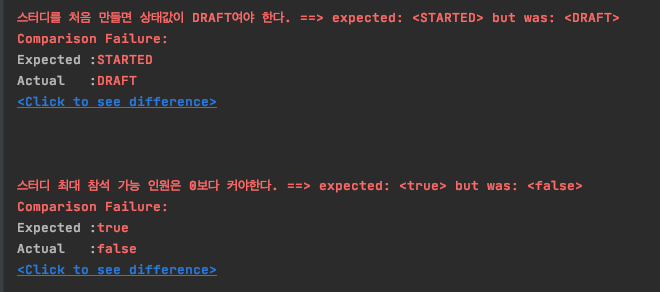 스터디를 처음 만들면 상태값이 DRAFT여야 한다. ==> expected: <STARTED> but was: <DRAFT>
Comparison Failure:
Expected :STARTED
Actual   :DRAFT
<Click to see difference>
스터디 최대 참석 가능 인원은 0보다 커야한다. ==> expected: <true> but was: <false>
Comparison Failure:
Expected :true
Actual   :false
<Click to see difference>